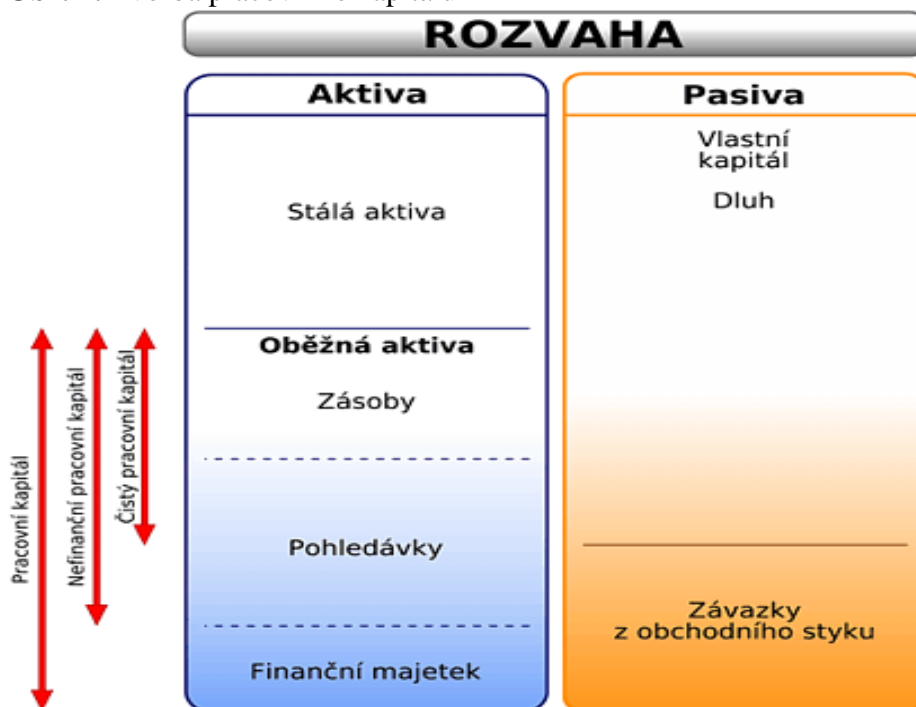 ROZVAHA
Aktiva
Stálá aktiva
Oběžná aktiva
Zásoby
Pohledávky
Finanční majetek
Pasiva
Vlastní
kapitál
Dluh
Závazky
z obchodního styku
Pracovní kapitál
Nefinanční pracovní kapitál
Čistý pracovní kapitál